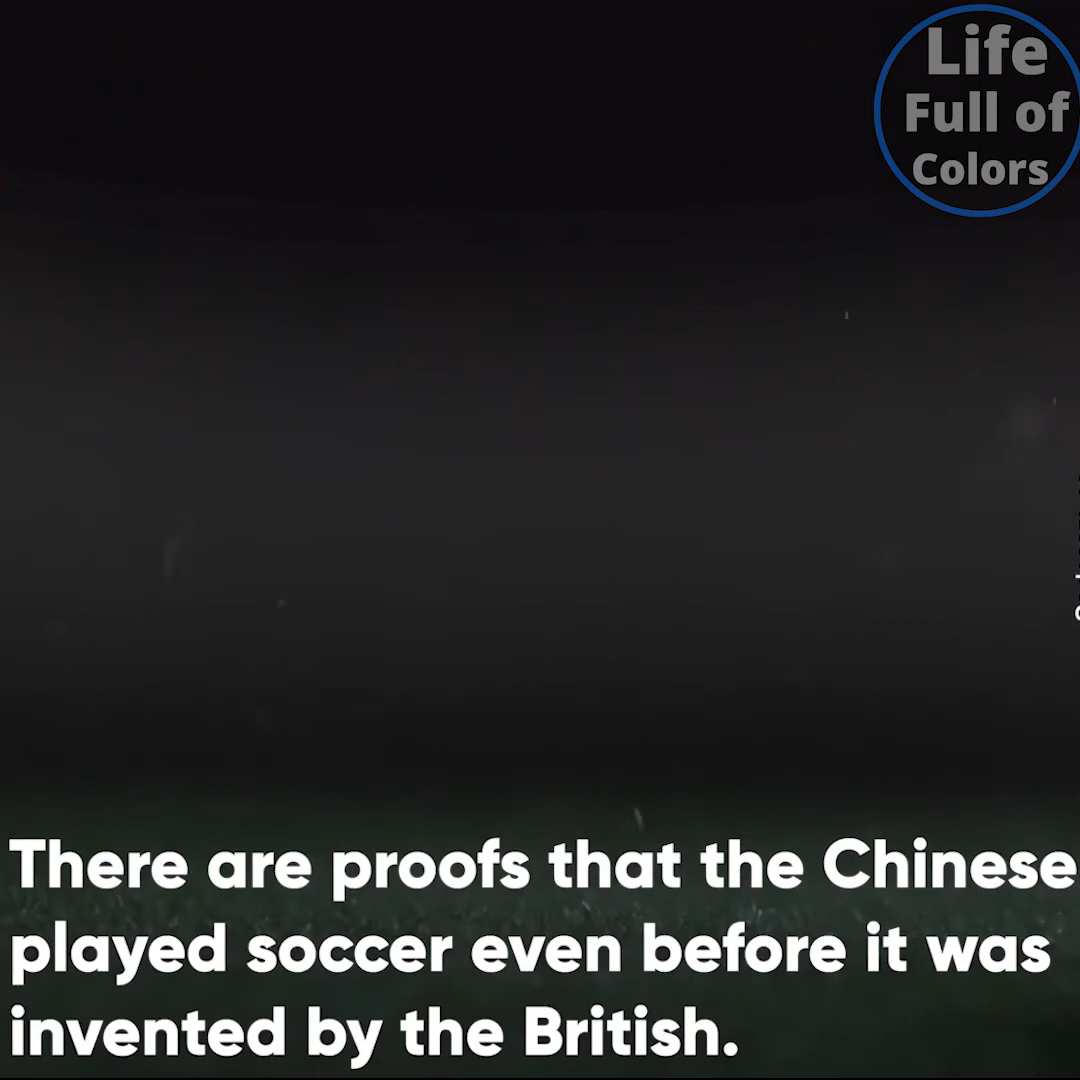 Life
Full of
Colors
There are proofs that the Chinese
played soccer even before it was
invented by the British.